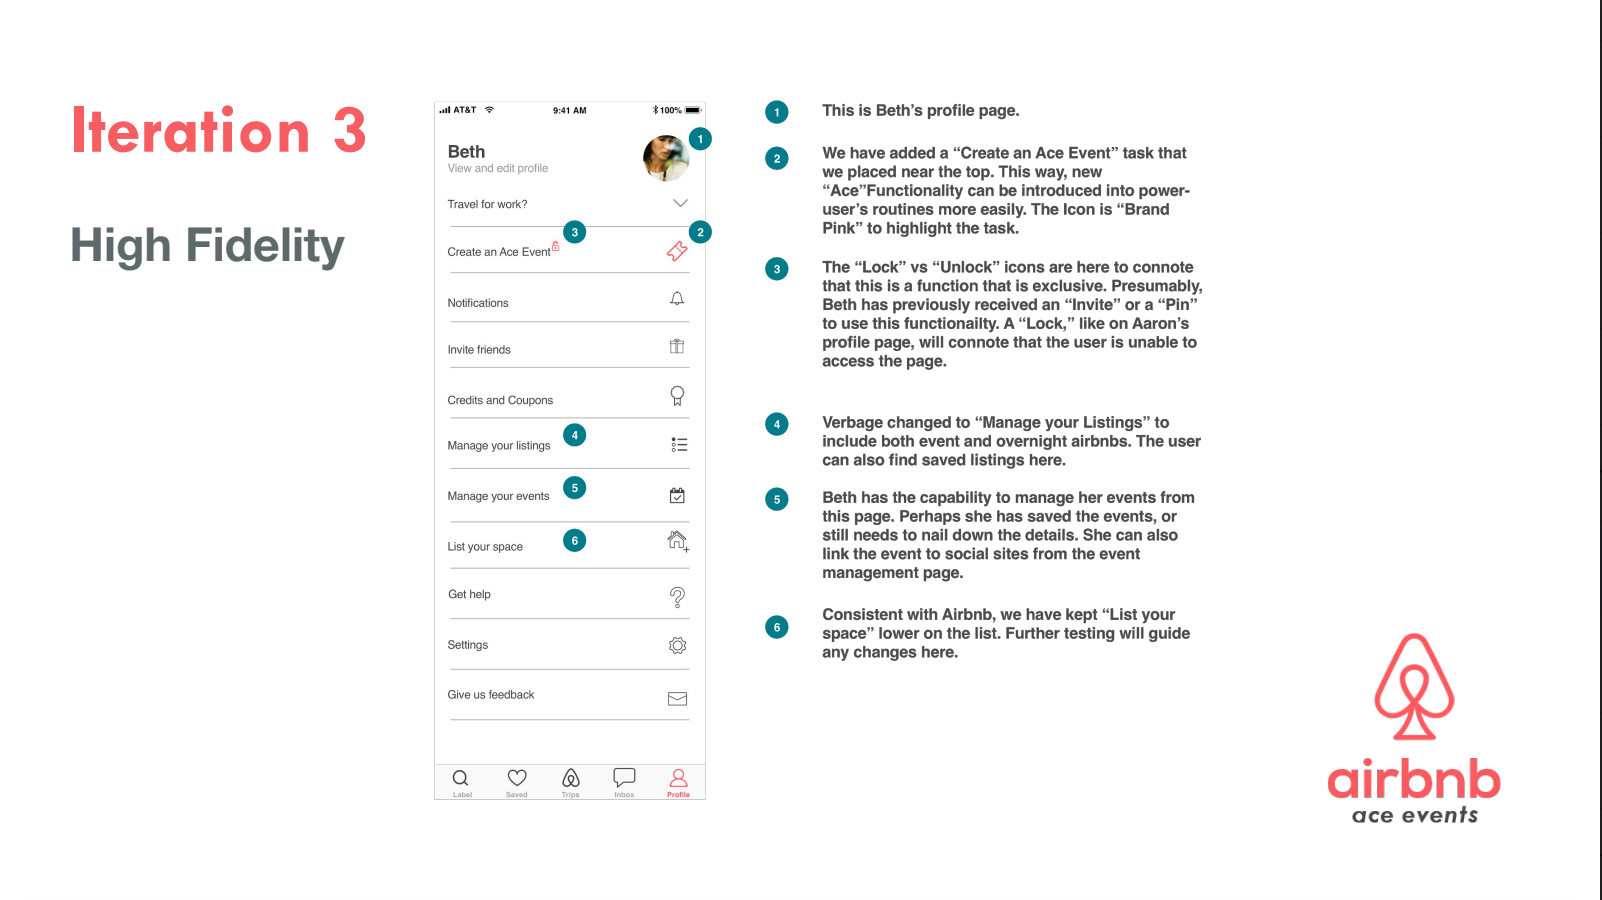 Iteration 3
High Fidelity
AT&T 9:41 AM 100%
1
Beth
View and edit profile
Travel for work?
3
2
Create an Ace Event
Notifications
Invite friends
Credits and Coupons
4
Manage your listings
5
Manage your events
6
List your space
Get help
Settings
Give us feedback
Label Saved Trips Inbox Profile
1 This is Beth’s profile page.
2 We have added a “Create an Ace Event” task that
we placed near the top. This way, new
“Ace”Functionality can be introduced into power-
user’s routines more easily. The Icon is “Brand
Pink” to highlight the task.
3 The “Lock” vs “Unlock” icons are here to connote
that this is a function that is exclusive. Presumably,
Beth has previously received an “Invite” or a “Pin”
to use this functionailty. A “Lock,” like on Aaron’s
profile page, will connote that the user is unable to
access the page.
4 Verbage changed to “Manage your Listings” to
include both event and overnight airbnbs. The user
can also find saved listings here.
5 Beth has the capability to manage her events from
this page. Perhaps she has saved the events, or
still needs to nail down the details. She can also
link the event to social sites from the event
management page.
6 Consistent with Airbnb, we have kept “List your
space” lower on the list. Further testing will guide
any changes here.
airbnb
ace events